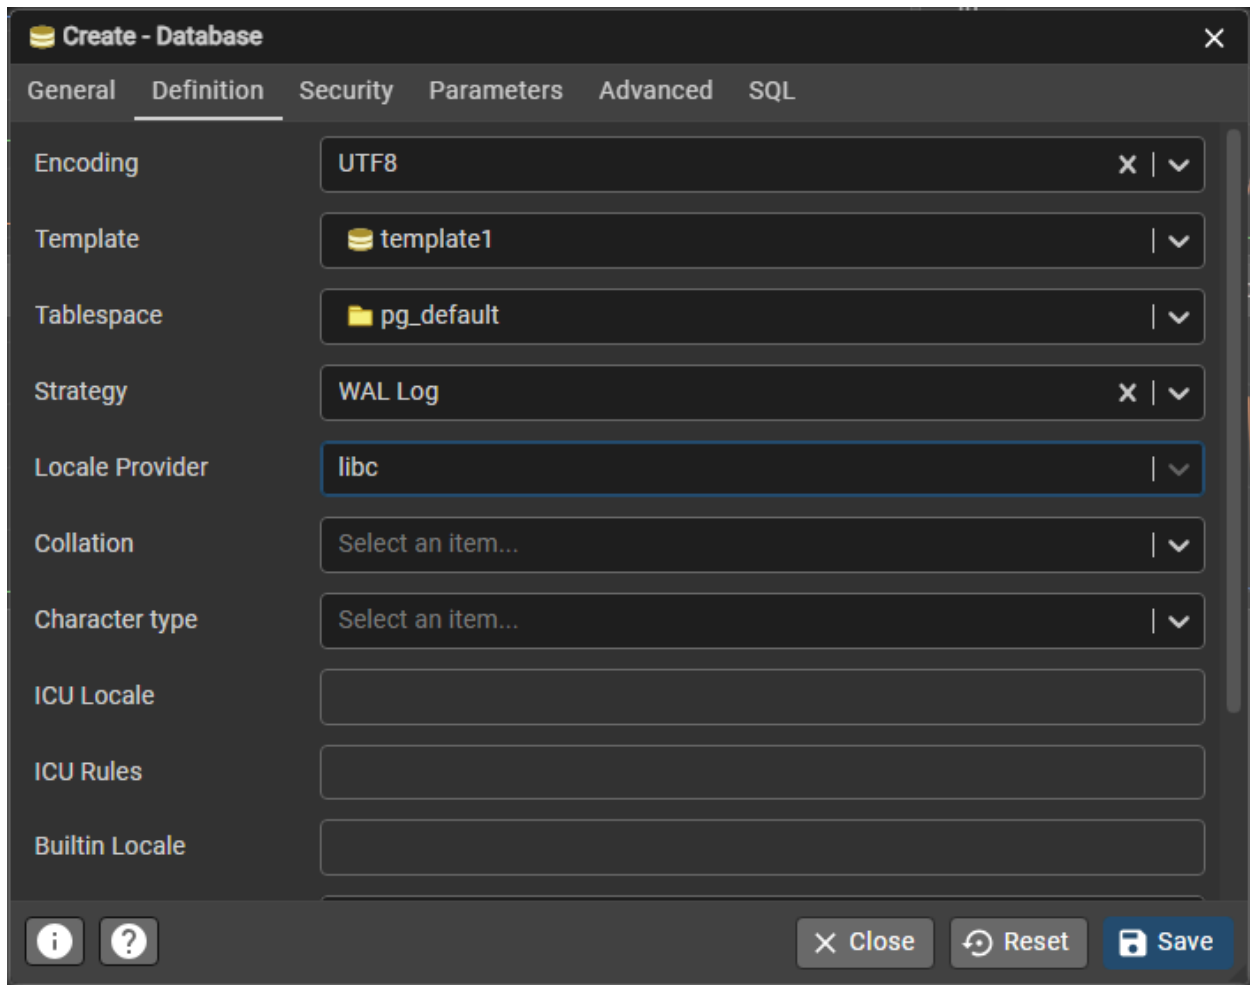 Create - Database
General Definition Security Parameters Advanced SQL
Encoding UTF8
Template template1
Tablespace pg_default
Strategy WAL Log
Locale Provider libc
Collation Select an item...
Character type Select an item...
ICU Locale
ICU Rules
Builtin Locale
Close Reset Save